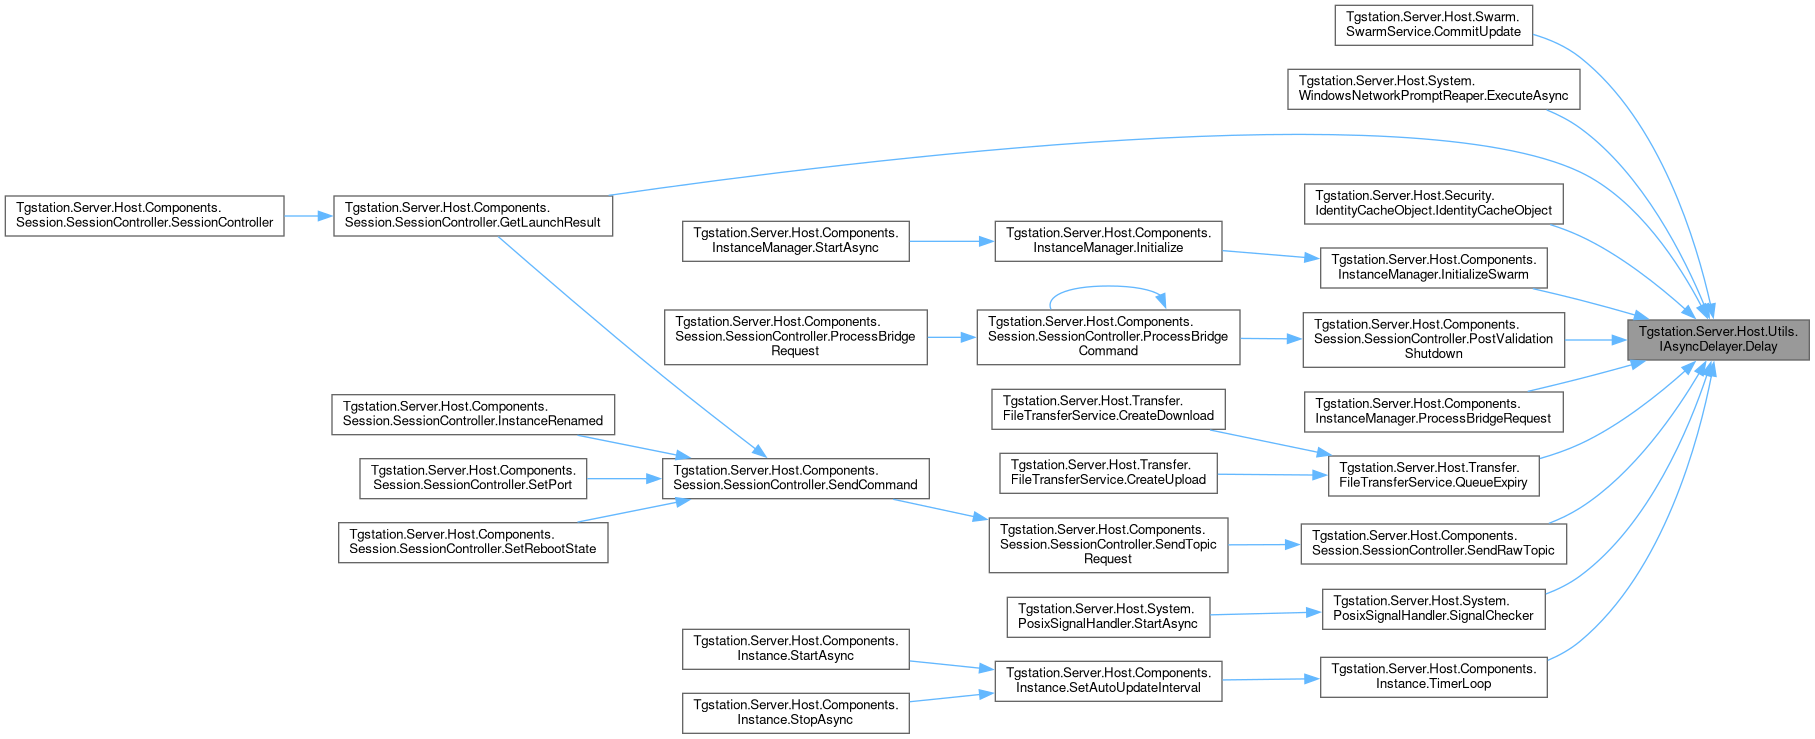 Tgstation.Server.Host.Swarm.
SwarmService.CommitUpdate
Tgstation.Server.Host.System.
WindowsNetworkPromptReaper.ExecuteAsync
Tgstation.Server.Host.Components.
Session.SessionController.SessionController
Tgstation.Server.Host.Components.
Session.SessionController.GetLaunchResult
Tgstation.Server.Host.Security.
IdentityCacheObject.IdentityCacheObject
Tgstation.Server.Host.Components.
InstanceManager.StartAsync
Tgstation.Server.Host.Components.
InstanceManager.Initialize
Tgstation.Server.Host.Components.
InstanceManager.InitializeSwarm
Tgstation.Server.Host.Components.
Session.SessionController.ProcessBridge
Request
Tgstation.Server.Host.Components.
Session.SessionController.ProcessBridge
Command
Tgstation.Server.Host.Components.
Session.SessionController.PostValidation
Shutdown
Tgstation.Server.Host.Utils.
IAsyncDelayer.Delay
Tgstation.Server.Host.Components.
InstanceManager.ProcessBridgeRequest
Tgstation.Server.Host.Transfer.
FileTransferService.CreateDownload
Tgstation.Server.Host.Components.
Session.SessionController.InstanceRenamed
Tgstation.Server.Host.Components.
Session.SessionController.SetPort
Tgstation.Server.Host.Components.
Session.SessionController.SendCommand
Tgstation.Server.Host.Transfer.
FileTransferService.CreateUpload
Tgstation.Server.Host.Transfer.
FileTransferService.QueueExpiry
Tgstation.Server.Host.Components.
Session.SessionController.SetRebootState
Tgstation.Server.Host.Components.
Session.SessionController.SendTopic
Request
Tgstation.Server.Host.Components.
Session.SessionController.SendRawTopic
Tgstation.Server.Host.System.
PosixSignalHandler.StartAsync
Tgstation.Server.Host.System.
PosixSignalHandler.SignalChecker
Tgstation.Server.Host.Components.
Instance.StartAsync
Tgstation.Server.Host.Components.
Instance.SetAutoUpdateInterval
Tgstation.Server.Host.Components.
Instance.TimerLoop
Tgstation.Server.Host.Components.
Instance.StopAsync